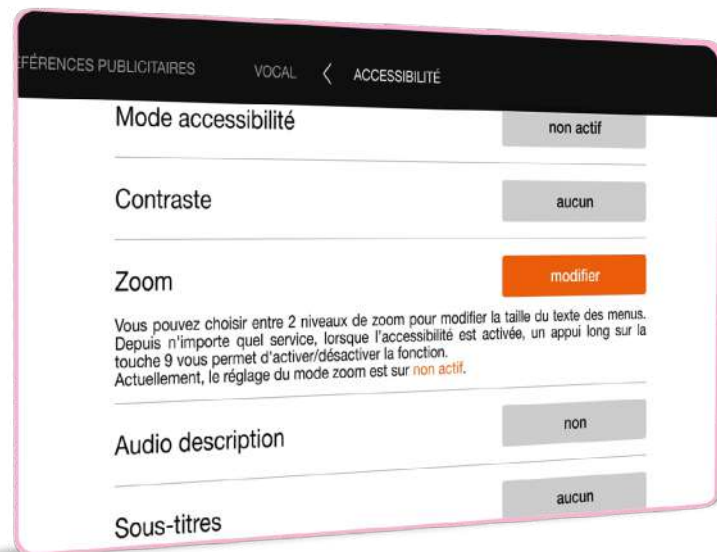 FÉRENCES PUBLICITAIRES VOCAL < ACCESSIBILITÉ
Mode accessibilité non actif
Contraste aucun
Zoom modifier
Vous pouvez choisir entre 2 niveaux de zoom pour modifier la taille du texte des menus.
Depuis n'importe quel service, lorsque l'accessibilité est activée, un appui long sur la
touche 9 vous permet d'activer/désactiver la fonction.
Actuellement, le réglage du mode zoom est sur non actif.
Audio description non
Sous-titres aucun